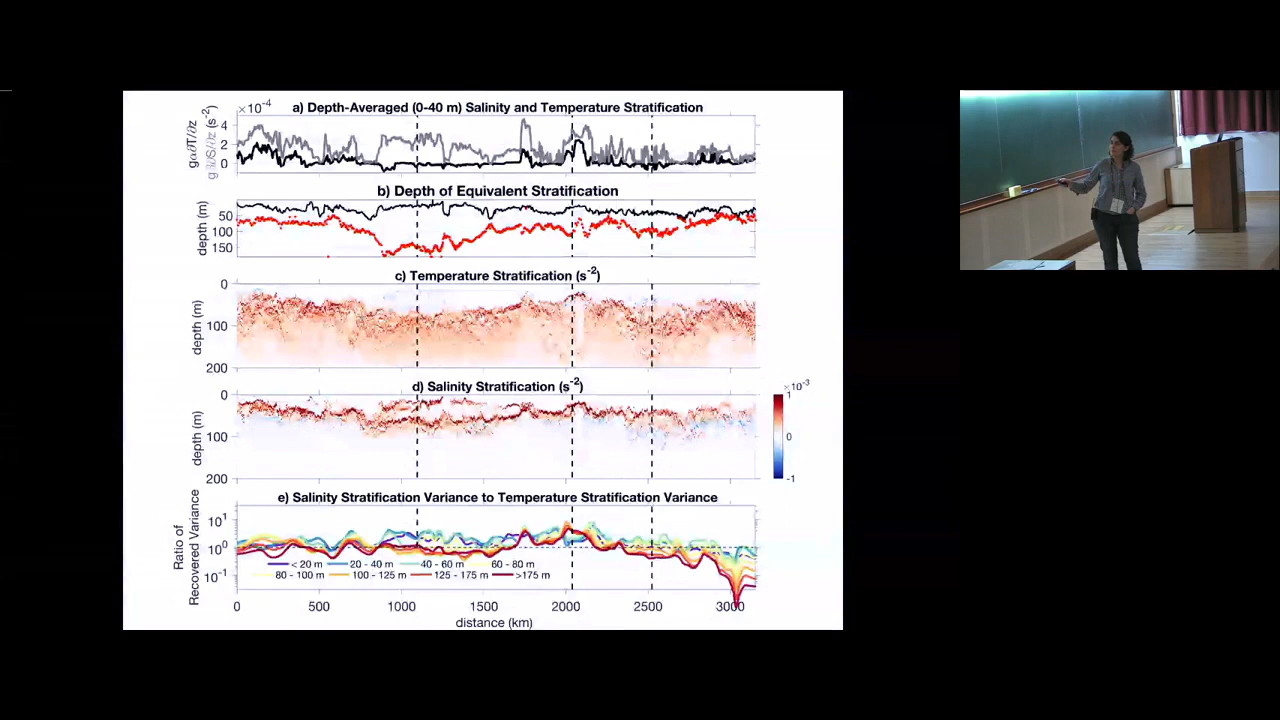 a) Depth-Averaged (0-40 m) Salinity and Temperature Stratification
×10⁻⁴
gα∂T/∂z
gβ∂S/∂z (s⁻²)
4
2
0
b) Depth of Equivalent Stratification
depth (m)
50
100
150
c) Temperature Stratification (s⁻²)
depth (m)
0
100
200
d) Salinity Stratification (s⁻²)
depth (m)
0
100
200
×10⁻³
1
0
-1
e) Salinity Stratification Variance to Temperature Stratification Variance
Ratio of
Recovered Variance
10¹
10⁰
10⁻¹
< 20 m 20 - 40 m 40 - 60 m 60 - 80 m
80 - 100 m 100 - 125 m 125 - 175 m >175 m
0 500 1000 1500 2000 2500 3000
distance (km)